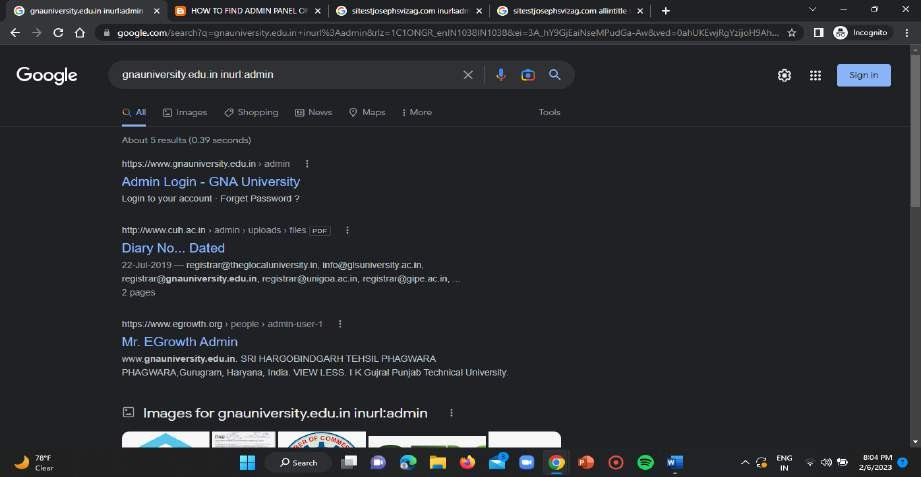 gnauniversity.edu.in inurl:admin
HOW TO FIND ADMIN PANEL OF
sitestjosephsvizag.com inurl:adm
sitestjosephsvizag.com allintitle
google.com/search?q=gnauniversity.edu.in+inurl%3Aadmin&rlz=1C1ONGR_enIN1038IN1038&ei=3A_hY9GjEaiNseMPudGa-Aw&ved=0ahUKEwjRgYzijoH9Ah...
Incognito
Google
gnauniversity.edu.in inurl:admin
Sign in
All
Images
Shopping
News
Maps
More
Tools
About 5 results (0.39 seconds)
https://www.gnauniversity.edu.in › admin
Admin Login - GNA University
Login to your account · Forget Password ?
http://www.cuh.ac.in › admin › uploads › files PDF
Diary No... Dated
22-Jul-2019 — registrar@theglocaluniversity.in, info@glsuniversity.ac.in,
registrar@gnauniversity.edu.in, registrar@unigoa.ac.in, registrar@gipe.ac.in, ...
2 pages
https://www.egrowth.org › people › admin-user-1
Mr. EGrowth Admin
www.gnauniversity.edu.in. SRI HARGOBINDGARH TEHSIL PHAGWARA
PHAGWARA,Gurugram, Haryana, India. VIEW LESS. I K Gujral Punjab Technical University.
Images for gnauniversity.edu.in inurl:admin
BER OF COMME
78°F
Clear
Search
ENG
IN
8:04 PM
2/6/2023